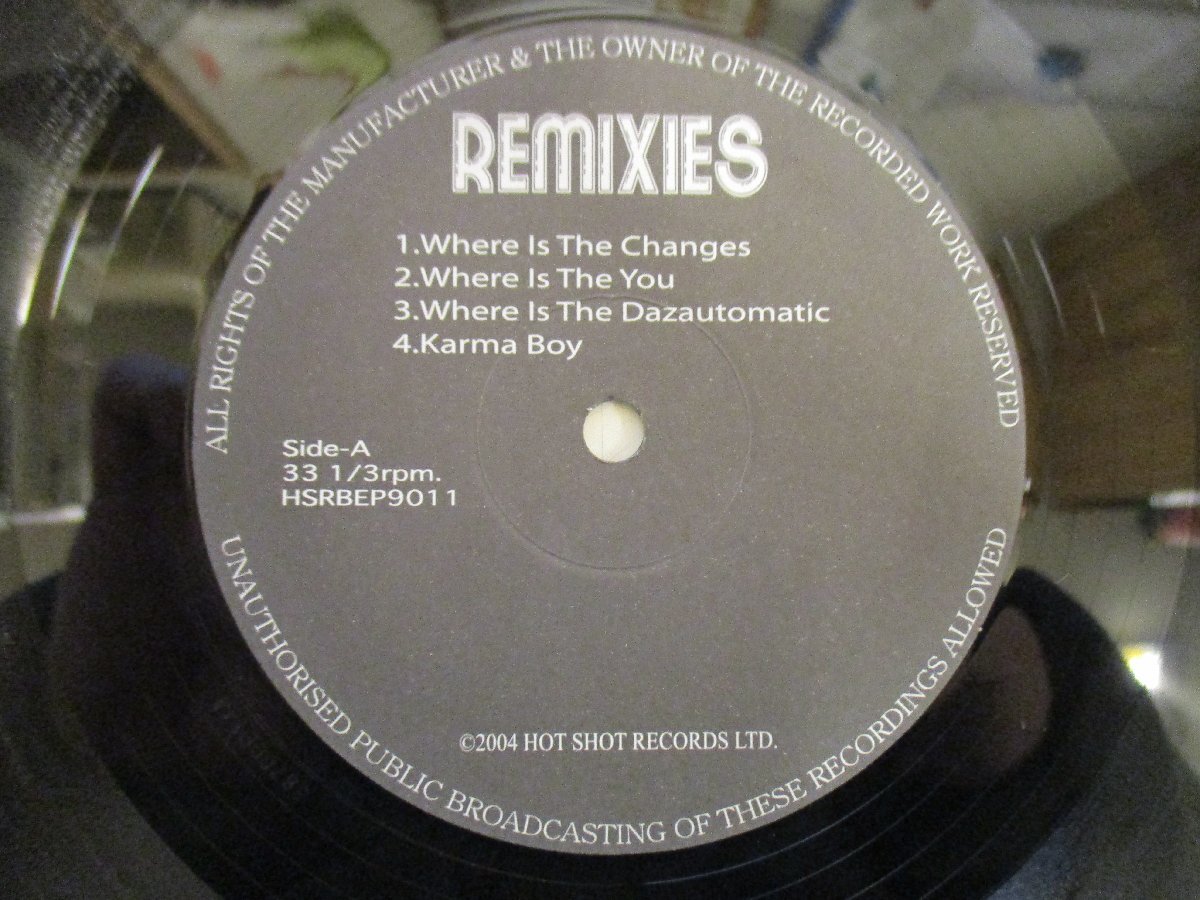 ALL RIGHTS OF THE MANUFACTURER & THE OWNER OF THE RECORDED WORK RESERVED
REMIXIES
1.Where Is The Changes
2.Where Is The You
3.Where Is The Dazautomatic
4.Karma Boy
Side-A
33 1/3rpm.
HSRBEP9011
©2004 HOT SHOT RECORDS LTD.
UNAUTHORISED PUBLIC BROADCASTING OF THESE RECORDINGS ALLOWED